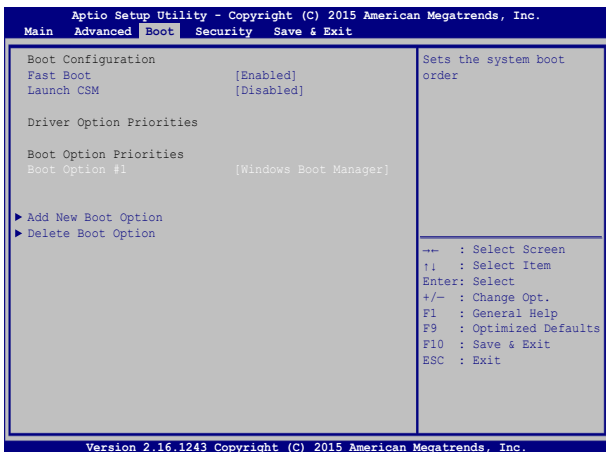 Aptio Setup Utility - Copyright (C) 2015 American Megatrends, Inc.
Main Advanced Boot Security Save & Exit
Boot Configuration
Fast Boot [Enabled]
Launch CSM [Disabled]
Driver Option Priorities
Boot Option Priorities
Boot Option #1 [Windows Boot Manager]
Add New Boot Option
Delete Boot Option
Sets the system boot
order
→← : Select Screen
↑↓ : Select Item
Enter: Select
+/— : Change Opt.
F1 : General Help
F9 : Optimized Defaults
F10 : Save & Exit
ESC : Exit
Version 2.16.1243 Copyright (C) 2015 American Megatrends, Inc.